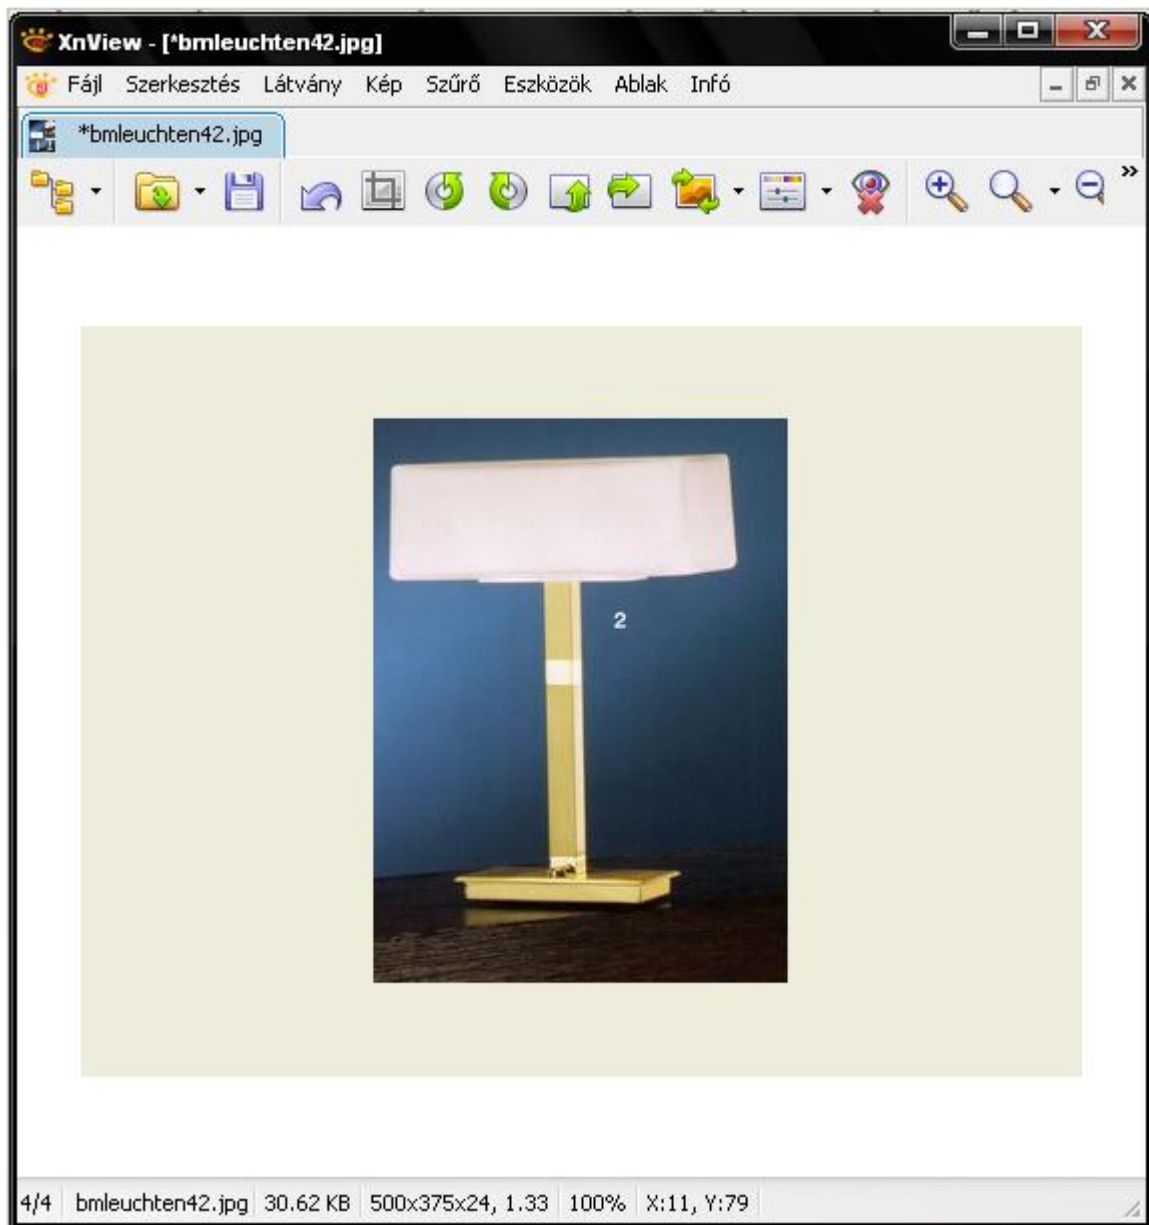 XnView - [*bmleuchten42.jpg]
Fájl Szerkesztés Látvány Kép Szűrő Eszközök Ablak Infó
*bmleuchten42.jpg
2
4/4 bmleuchten42.jpg 30.62 KB 500x375x24, 1.33 100% X:11, Y:79